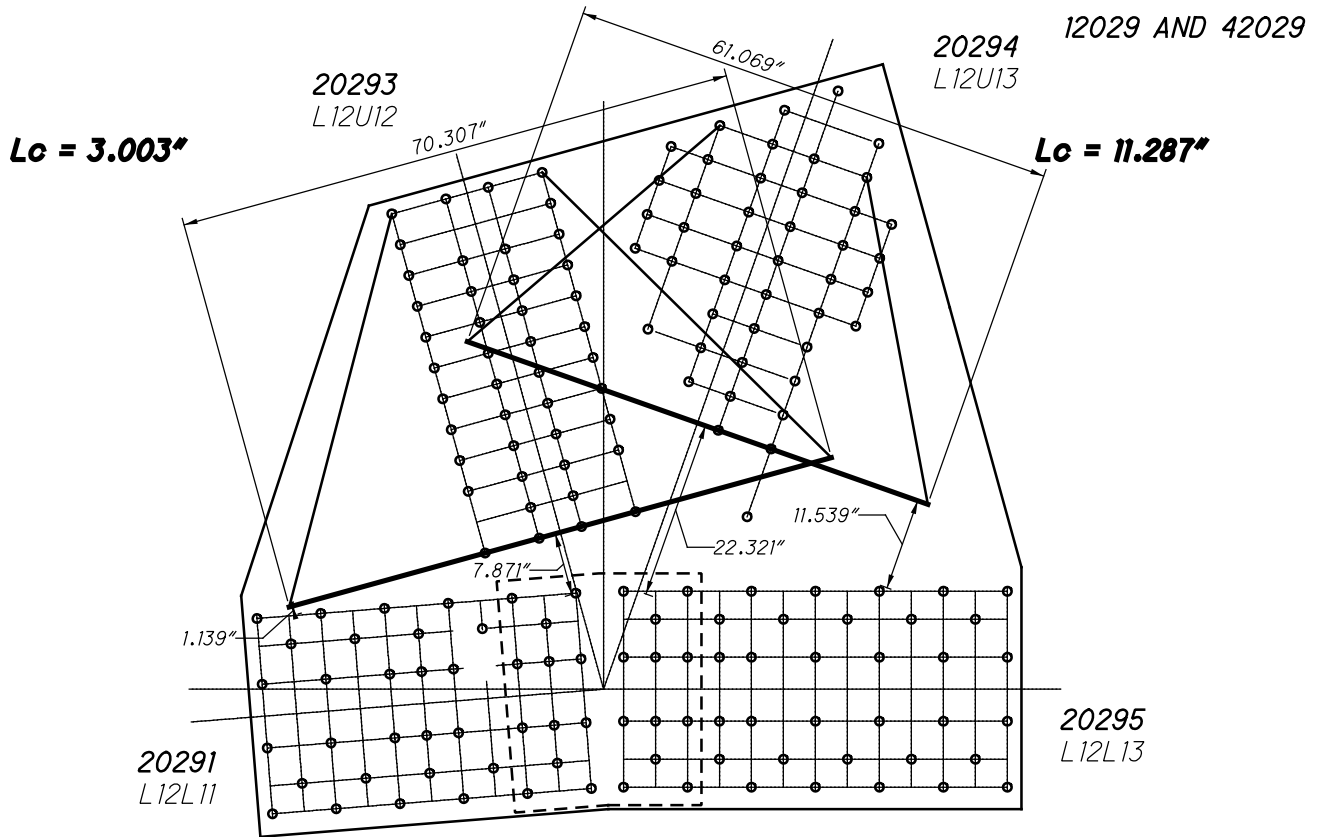 12029 AND 42029
61.069"
20294
L12U13
20293
L12U12
70.307"
Lc = 3.003"
Lc = 11.287"
11.539"
22.321"
7.871"
1.139"
20291
L12L11
20295
L12L13